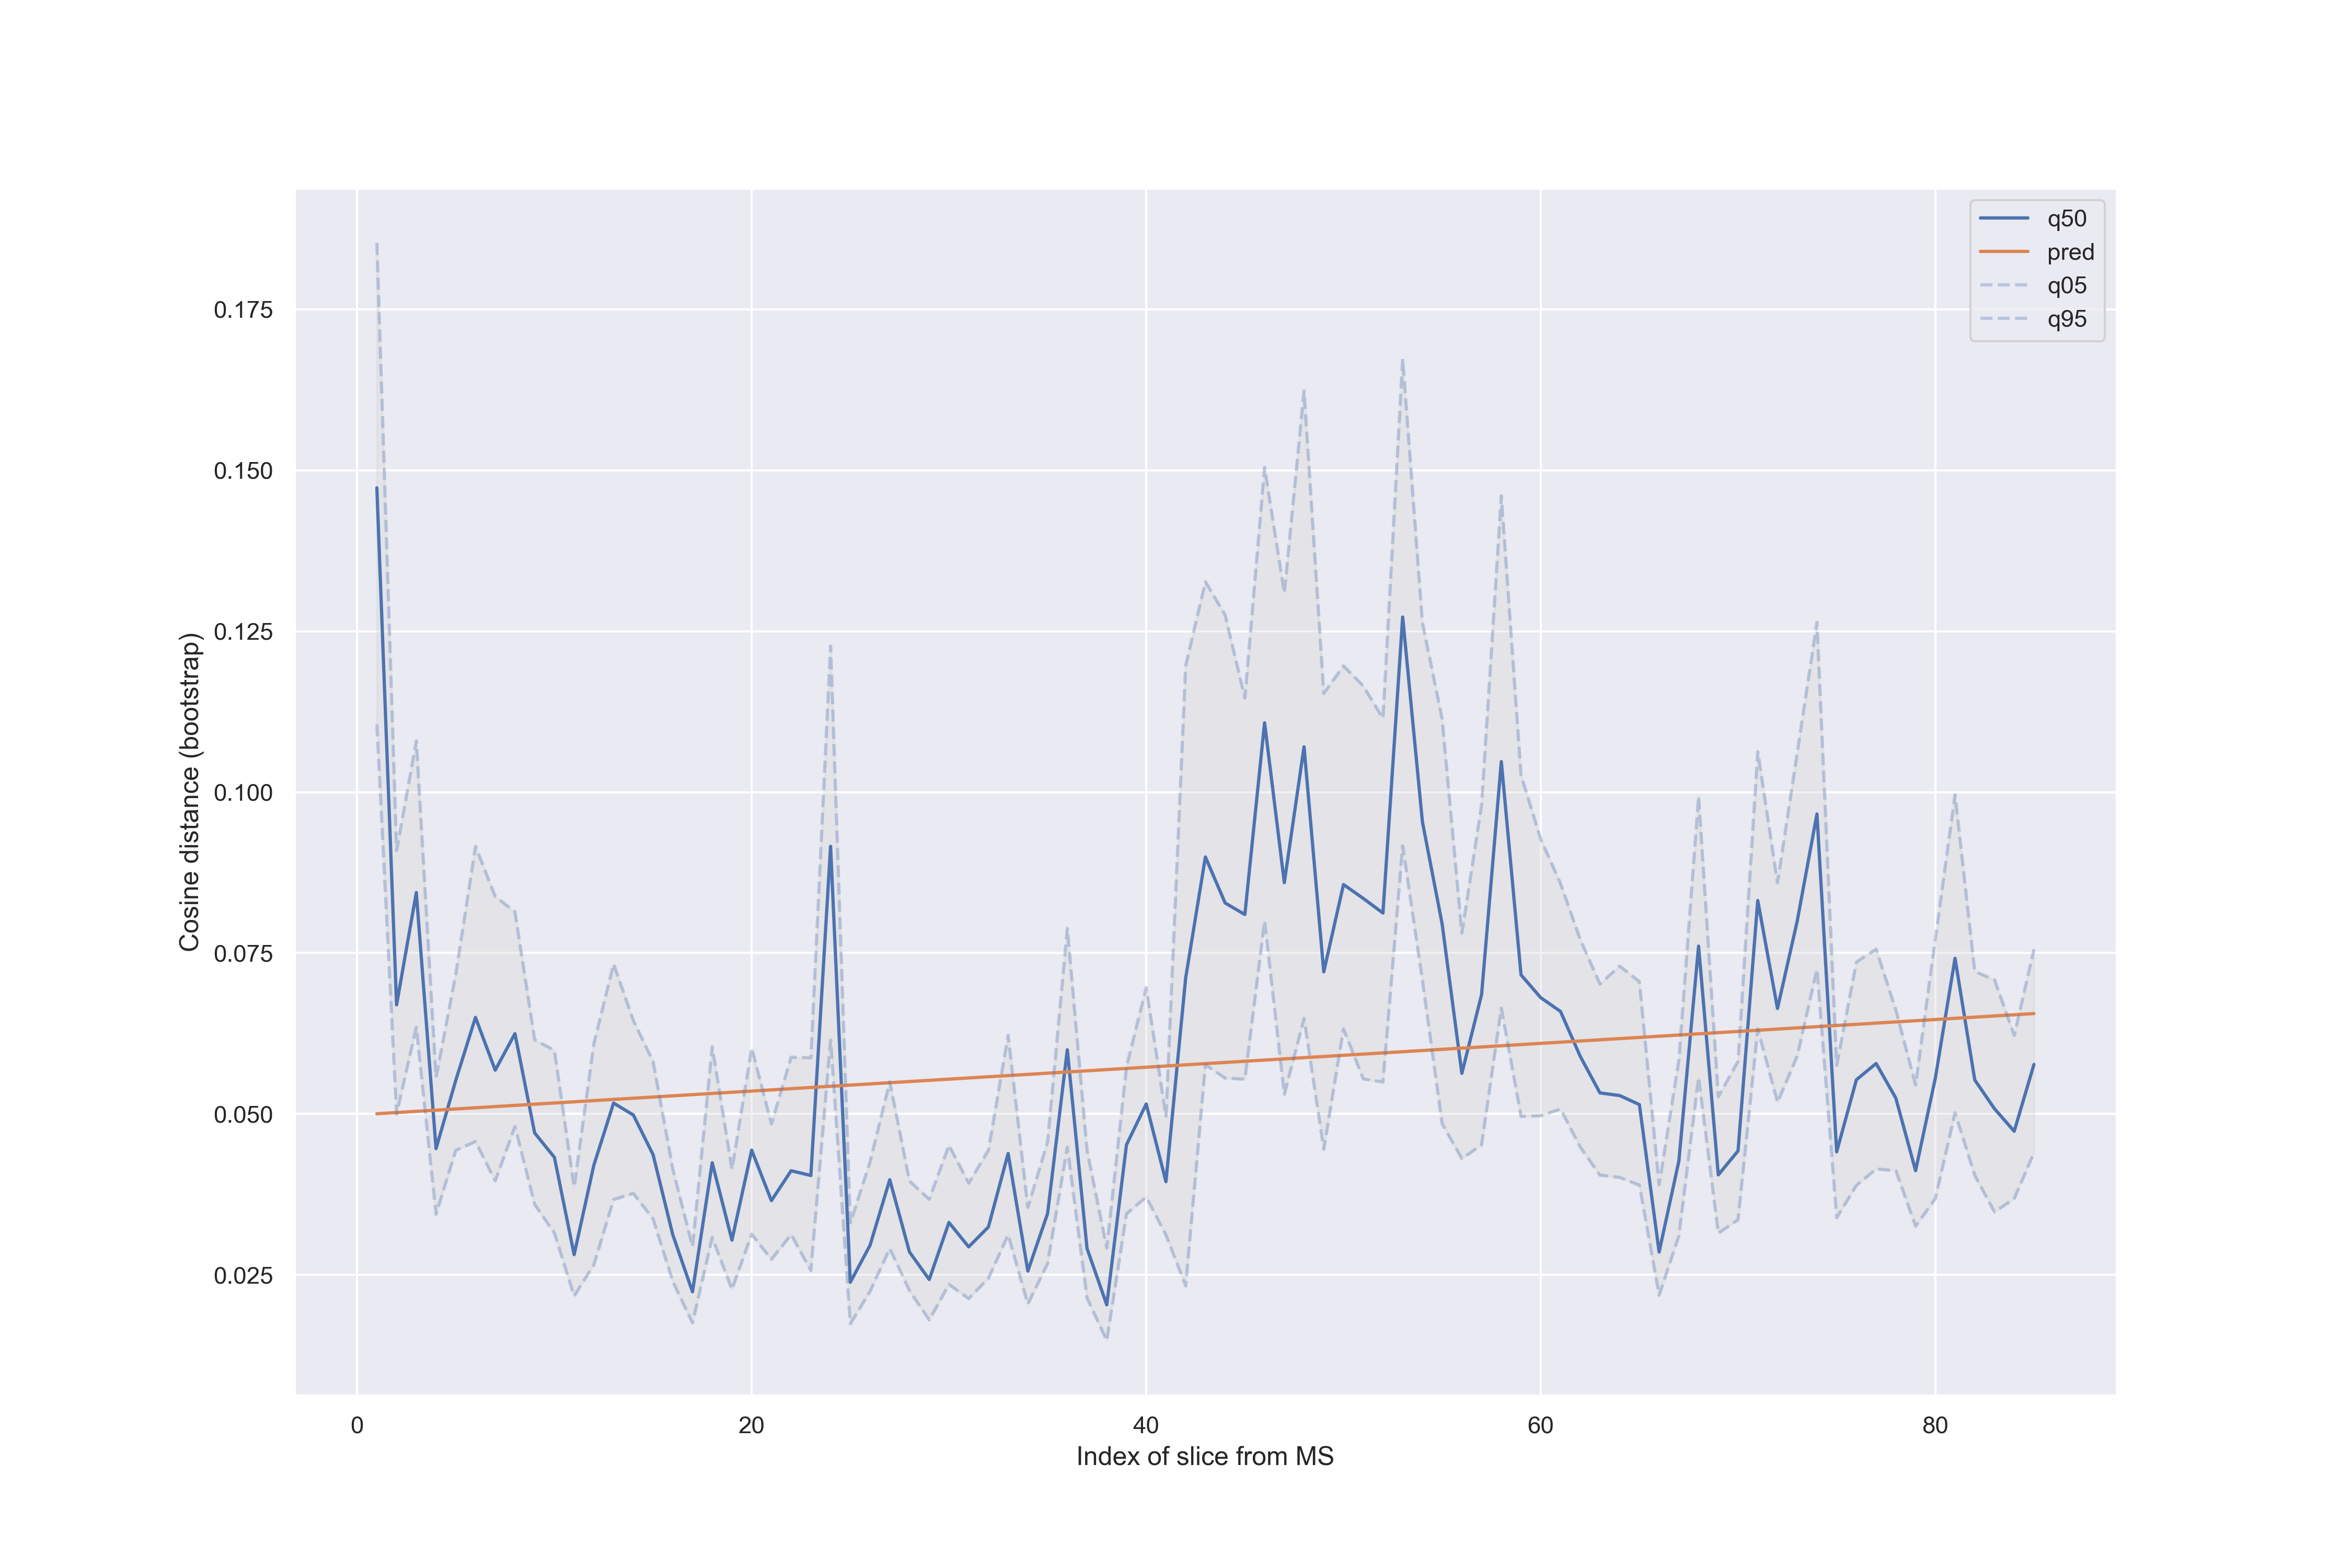 q50
pred
q05
q95
0.175
0.150
0.125
0.100
0.075
0.050
0.025
Cosine distance (bootstrap)
0 20 40 60 80
Index of slice from MS